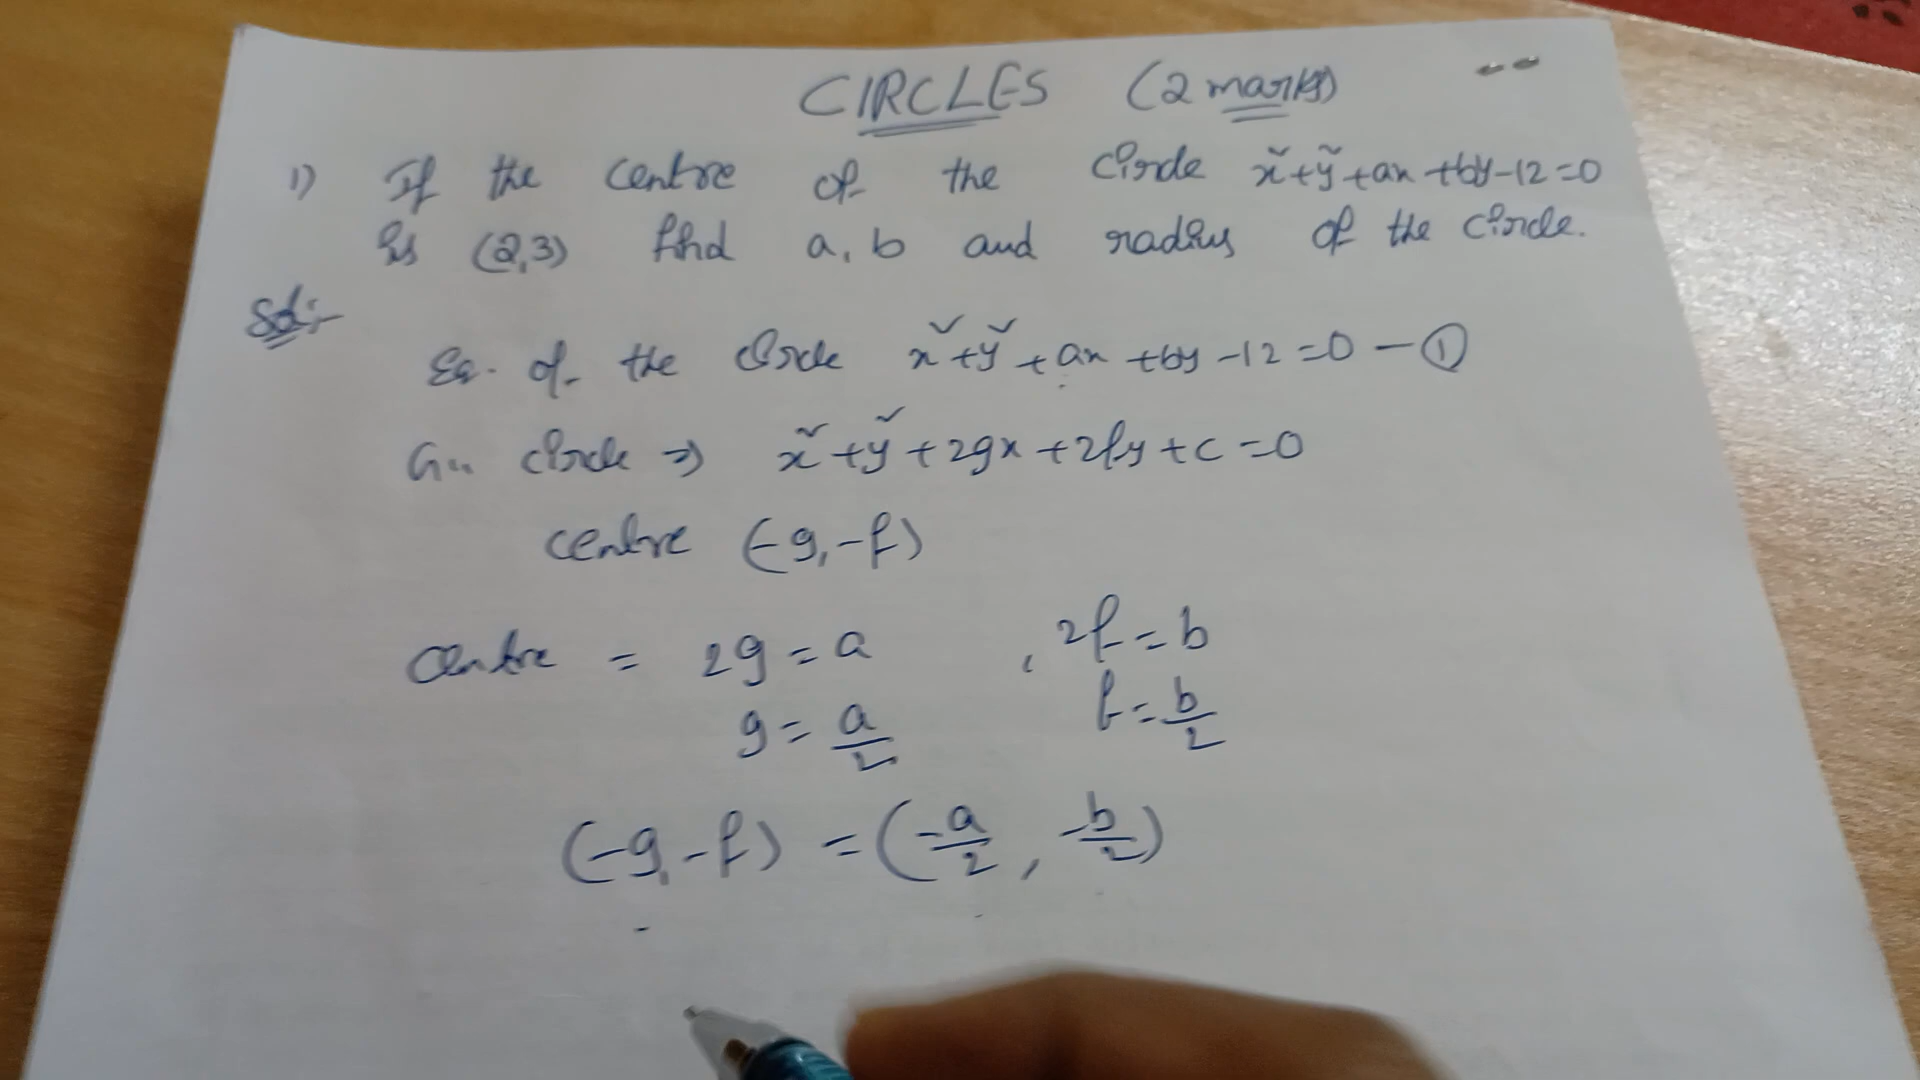 CIRCLES (2 marks)
1) If the centre of the circle x²+y²+ax+by-12=0
is (2,3) find a, b and radius of the circle.
Sol:-
Eq. of the circle x²+y²+ax+by-12=0 - ①
Gn circle ⇒ x²+y²+2gx+2fy+c=0
centre (-g,-f)
Centre = 2g=a , 2f=b
g=a/2 f=b/2
(-g,-f) = (-a/2, -b/2)